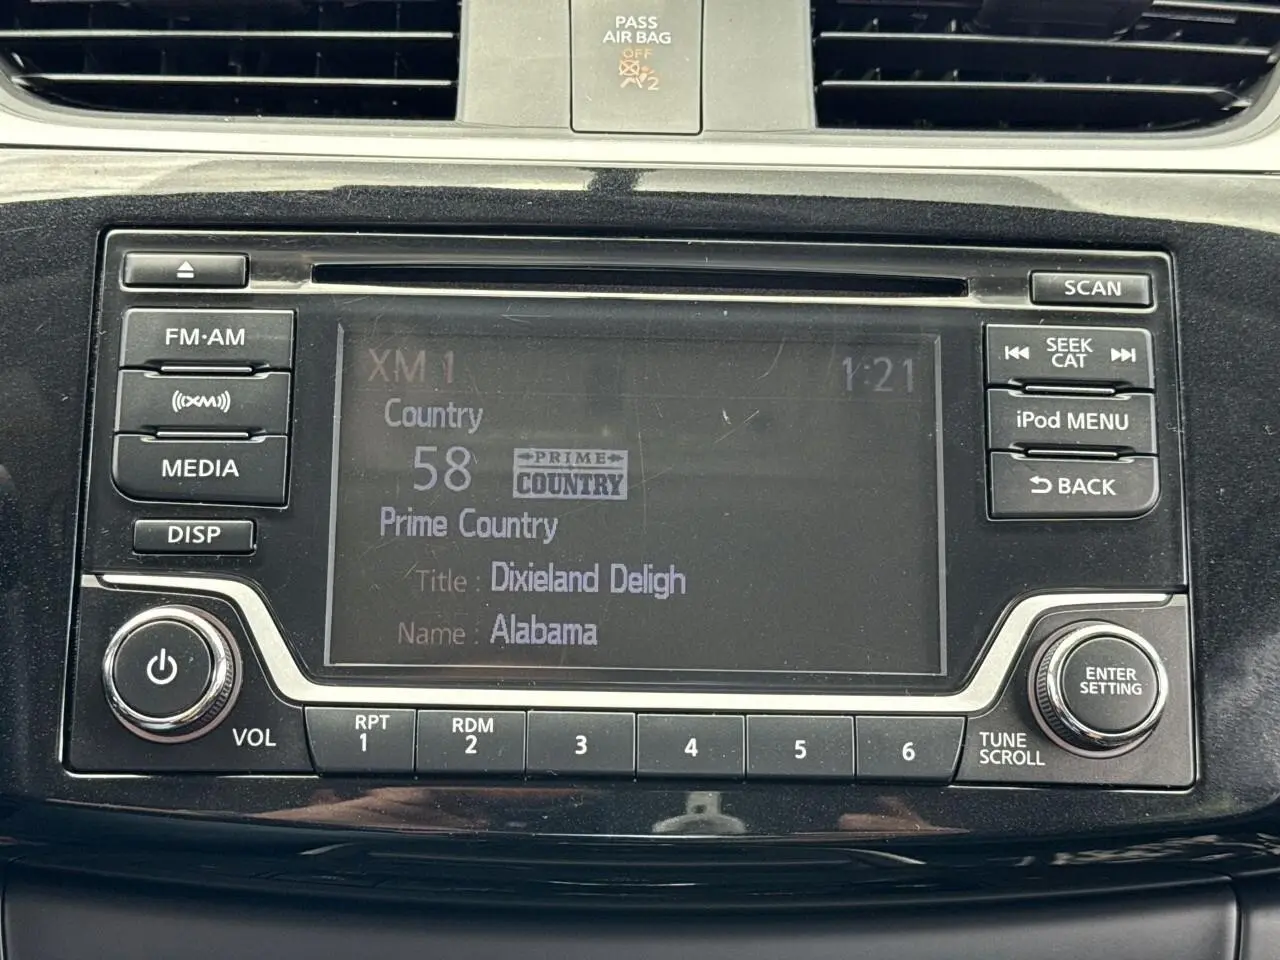 PASS
AIR BAG
OFF
2
SCAN
FM·AM
SEEK
CAT
XM 1
1:21
XM
Country
iPod MENU
58
PRIME
COUNTRY
MEDIA
BACK
Prime Country
DISP
Title : Dixieland Deligh
Name : Alabama
ENTER
SETTING
VOL
RPT
1
RDM
2
3
4
5
6
TUNE
SCROLL